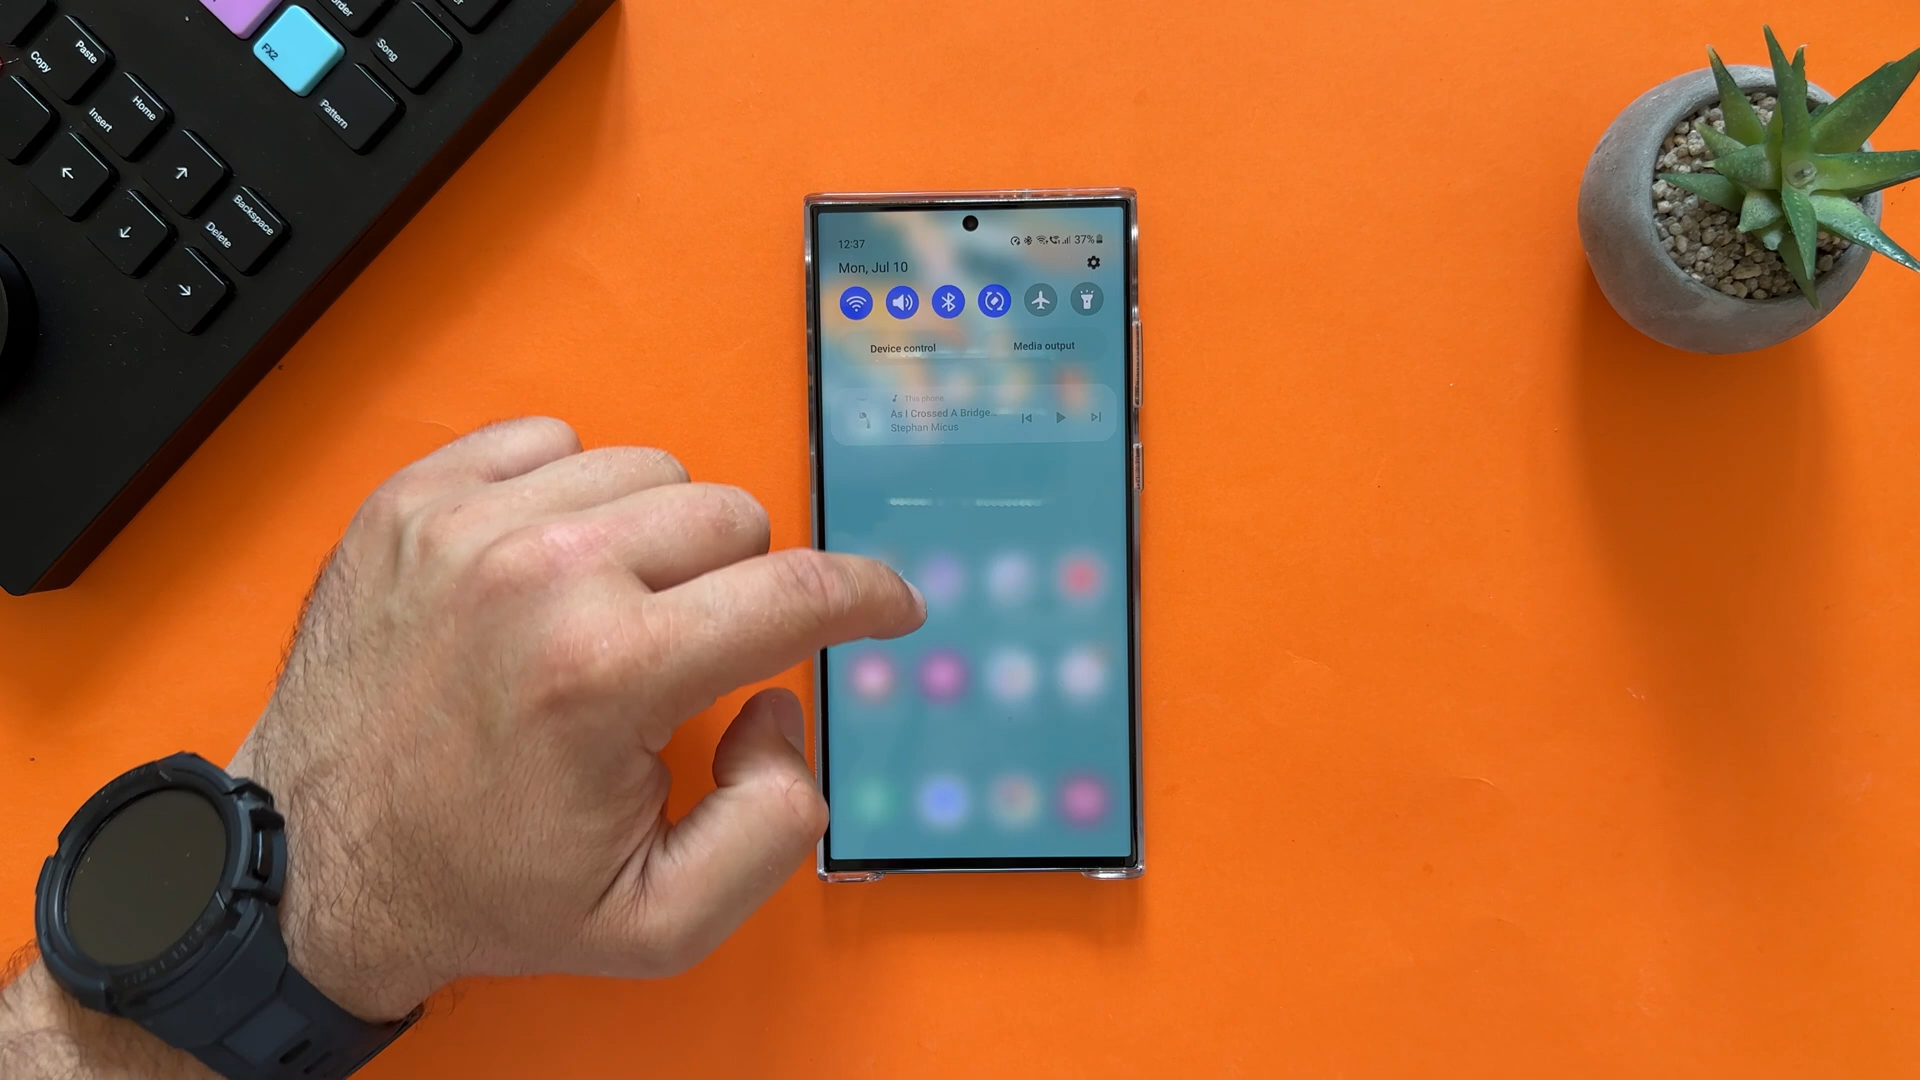 Paste
Copy
Home
Insert
Backspace
Delete
FX2
Song
Pattern
12:37
37%
Mon, Jul 10
Device control
Media output
This phone
As I Crossed A Bridge...
Stephan Micus